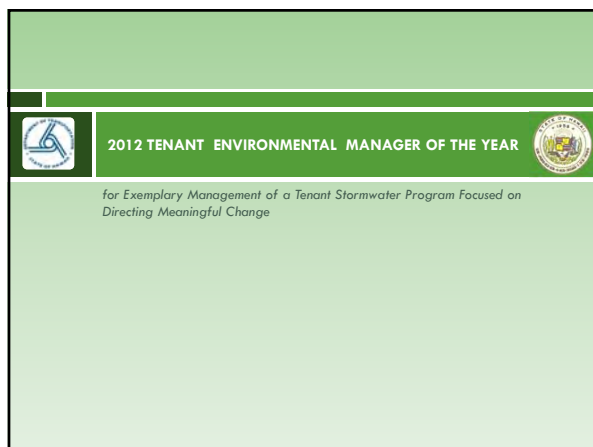 2012 TENANT ENVIRONMENTAL MANAGER OF THE YEAR
for Exemplary Management of a Tenant Stormwater Program Focused on
Directing Meaningful Change